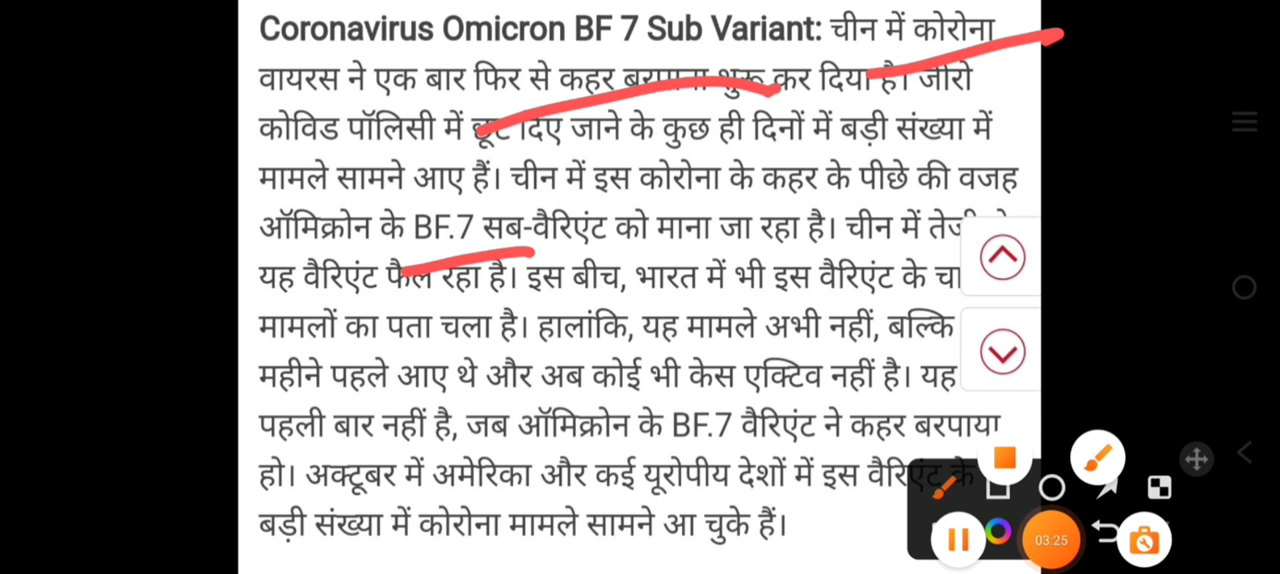 Coronavirus Omicron BF 7 Sub Variant: चीन में कोरोना
वायरस ने एक बार फिर से कहर बरपाना शुरू कर दिया है। जीरो
कोविड पॉलिसी में छूट दिए जाने के कुछ ही दिनों में बड़ी संख्या में
मामले सामने आए हैं। चीन में इस कोरोना के कहर के पीछे की वजह
ऑमिक्रोन के BF.7 सब-वैरिएंट को माना जा रहा है। चीन में
यह वैरिएंट फैल रहा है। इस बीच, भारत में भी इस वैरिएंट के
मामलों का पता चला है। हालांकि, यह मामले अभी नहीं, बल्कि
महीने पहले आए थे और अब कोई भी केस एक्टिव नहीं है। यह
पहली बार नहीं है, जब ऑमिक्रोन के BF.7 वैरिएंट ने कहर बरपाया
हो। अक्टूबर में अमेरिका और कई यूरोपीय देशों में इस वैरिएंट के
बड़ी संख्या में कोरोना मामले सामने आ चुके हैं।
03:25